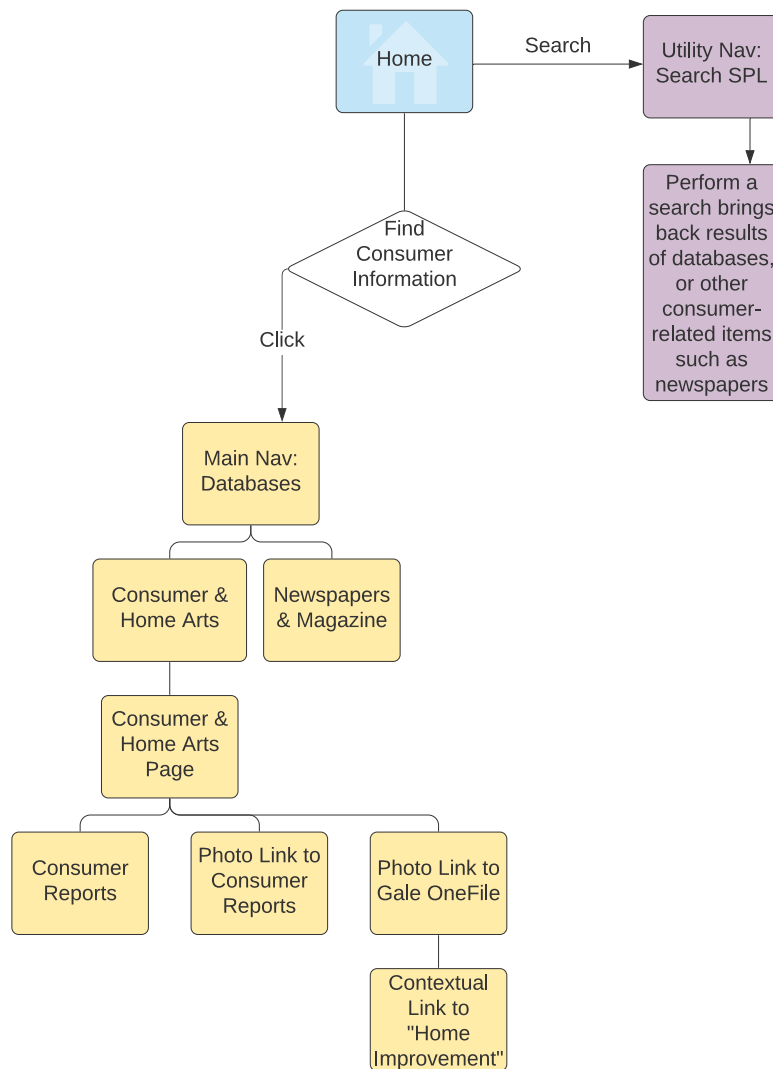 Home
Search
Utility Nav:
Search SPL
Perform a
search brings
back results
of databases,
or other
consumer-
related items
such as
newspapers
Find
Consumer
Information
Click
Main Nav:
Databases
Consumer &
Home Arts
Newspapers
& Magazine
Consumer &
Home Arts
Page
Consumer
Reports
Photo Link to
Consumer
Reports
Photo Link to
Gale OneFile
Contextual
Link to
"Home
Improvement"